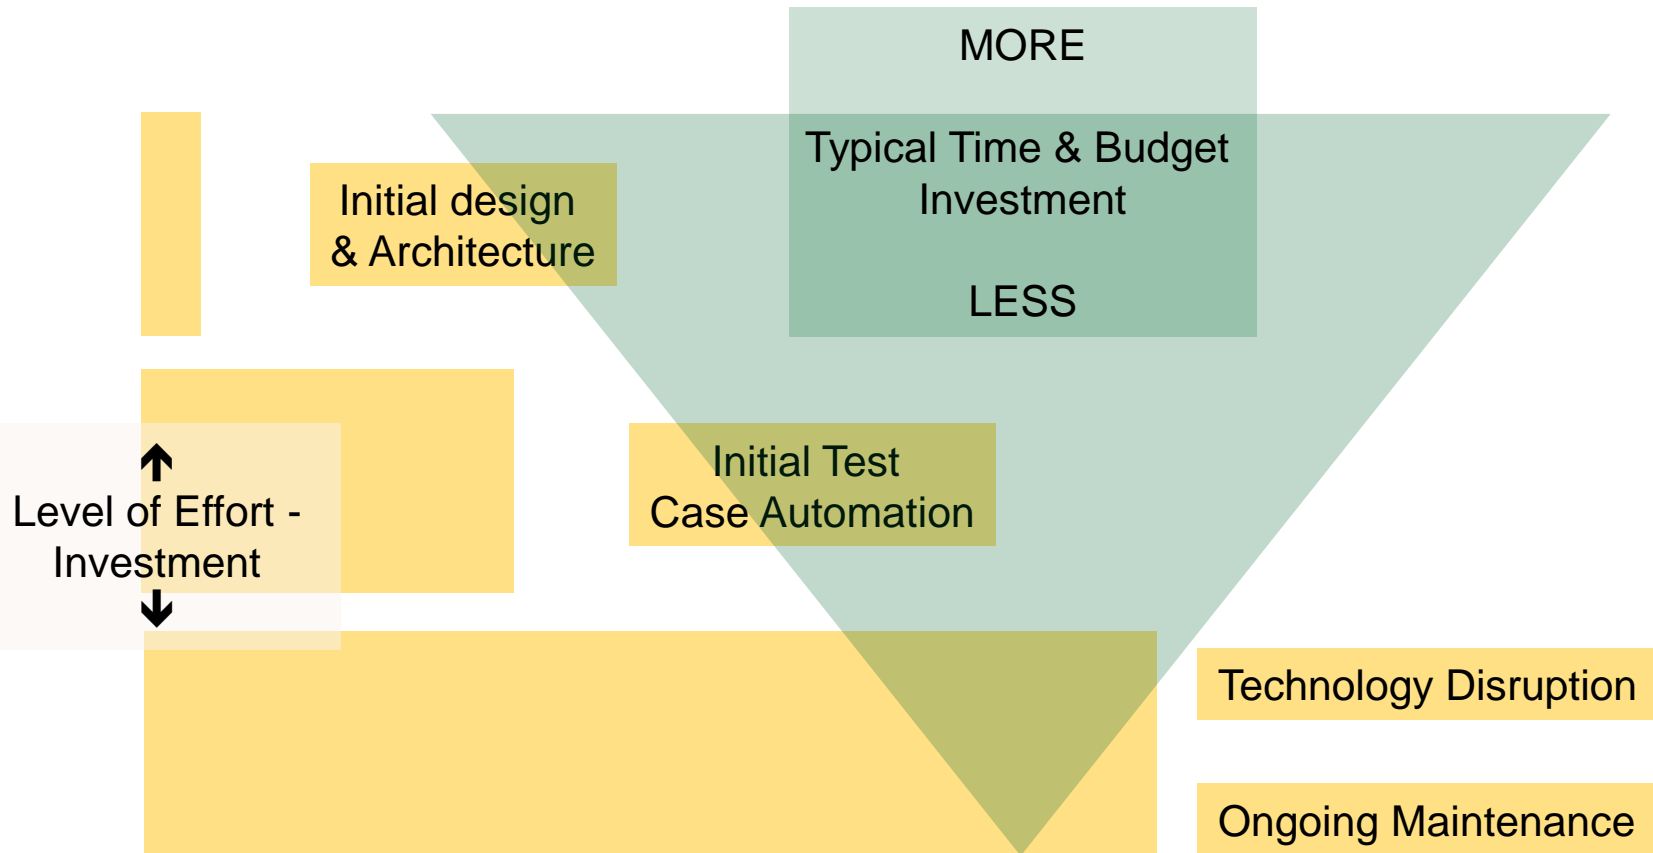 MORE
Typical Time & Budget
Investment
LESS
Initial design
& Architecture
Initial Test
Case Automation
Level of Effort -
Investment
Technology Disruption
Ongoing Maintenance